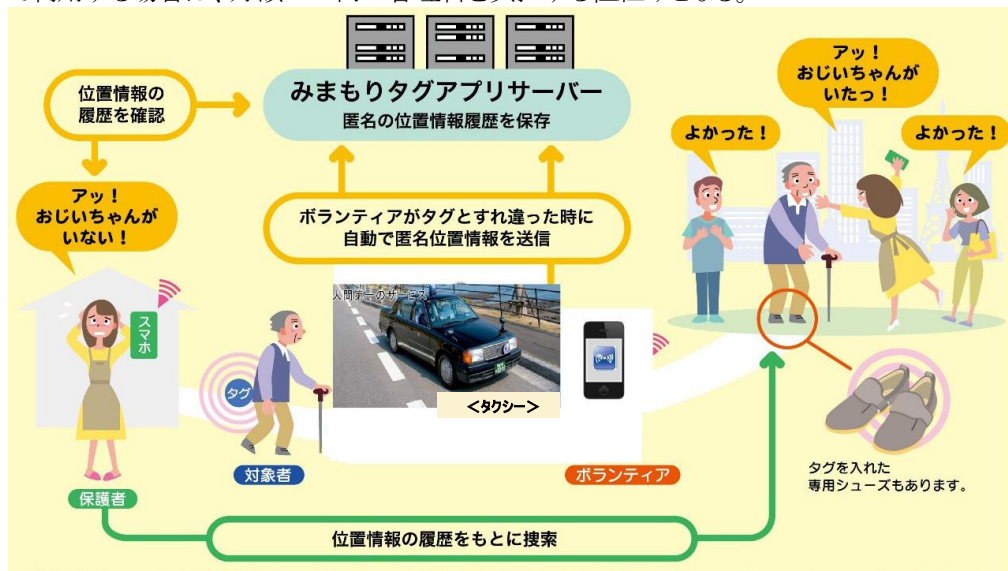 みまもりタグアプリサーバー
匿名の位置情報履歴を保存
位置情報の
履歴を確認
アッ！
おじいちゃんが
いたっ！
よかった！
よかった！
アッ！
おじいちゃんが
いない！
ボランティアがタグとすれ違った時に
自動で匿名位置情報を送信
人間第一のサービス
スマホ
タグ
<タクシー>
対象者
ボランティア
保護者
タグを入れた
専用シューズもあります。
位置情報の履歴をもとに捜索